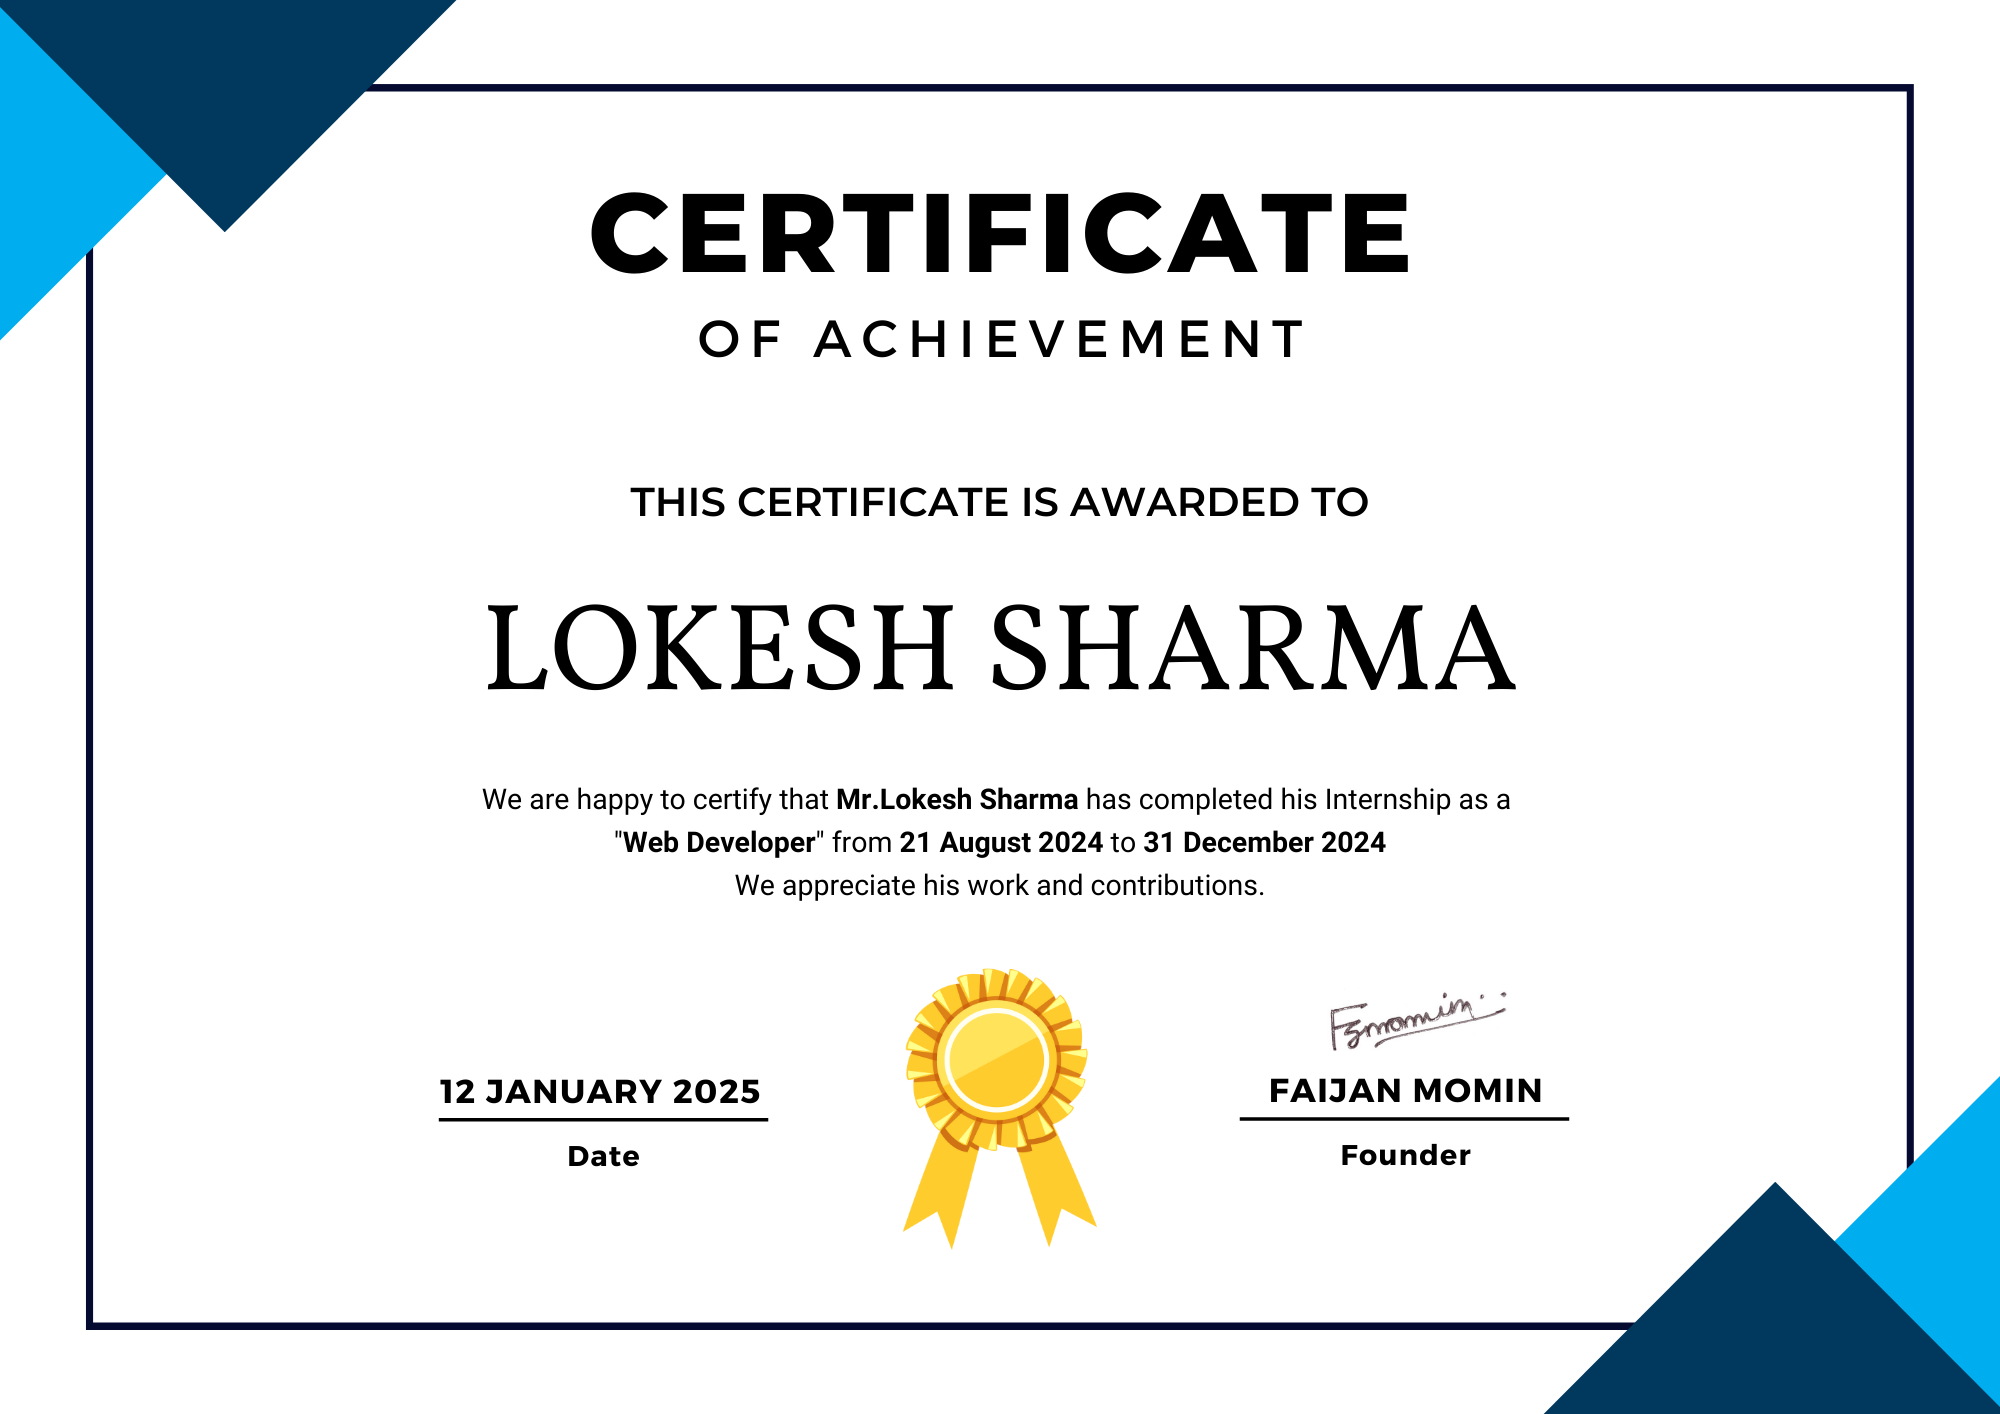 CERTIFICATE
OF ACHIEVEMENT
THIS CERTIFICATE IS AWARDED TO
LOKESH SHARMA
We are happy to certify that Mr.Lokesh Sharma has completed his Internship as a
"Web Developer" from 21 August 2024 to 31 December 2024
We appreciate his work and contributions.
Fsmomin
12 JANUARY 2025
FAIJAN MOMIN
Date
Founder